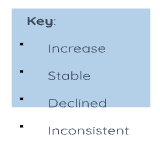 Key:
▪ Increase
▪ Stable
▪ Declined
▪ Inconsistent